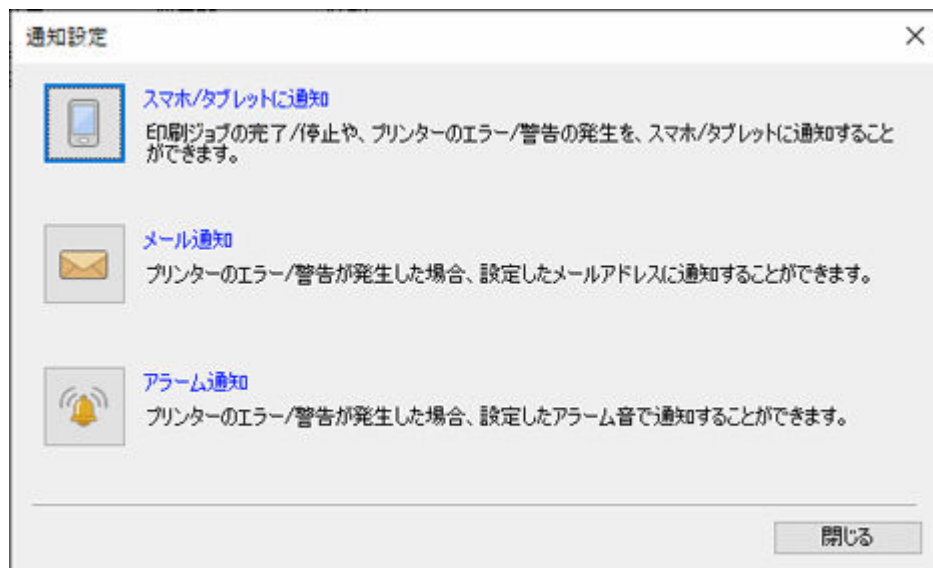 通知設定
スマホ/タブレットに通知
印刷ジョブの完了/停止や、プリンターのエラー/警告の発生を、スマホ/タブレットに通知すること
ができます。
メール通知
プリンターのエラー/警告が発生した場合、設定したメールアドレスに通知することができます。
アラーム通知
プリンターのエラー/警告が発生した場合、設定したアラーム音で通知することができます。
閉じる